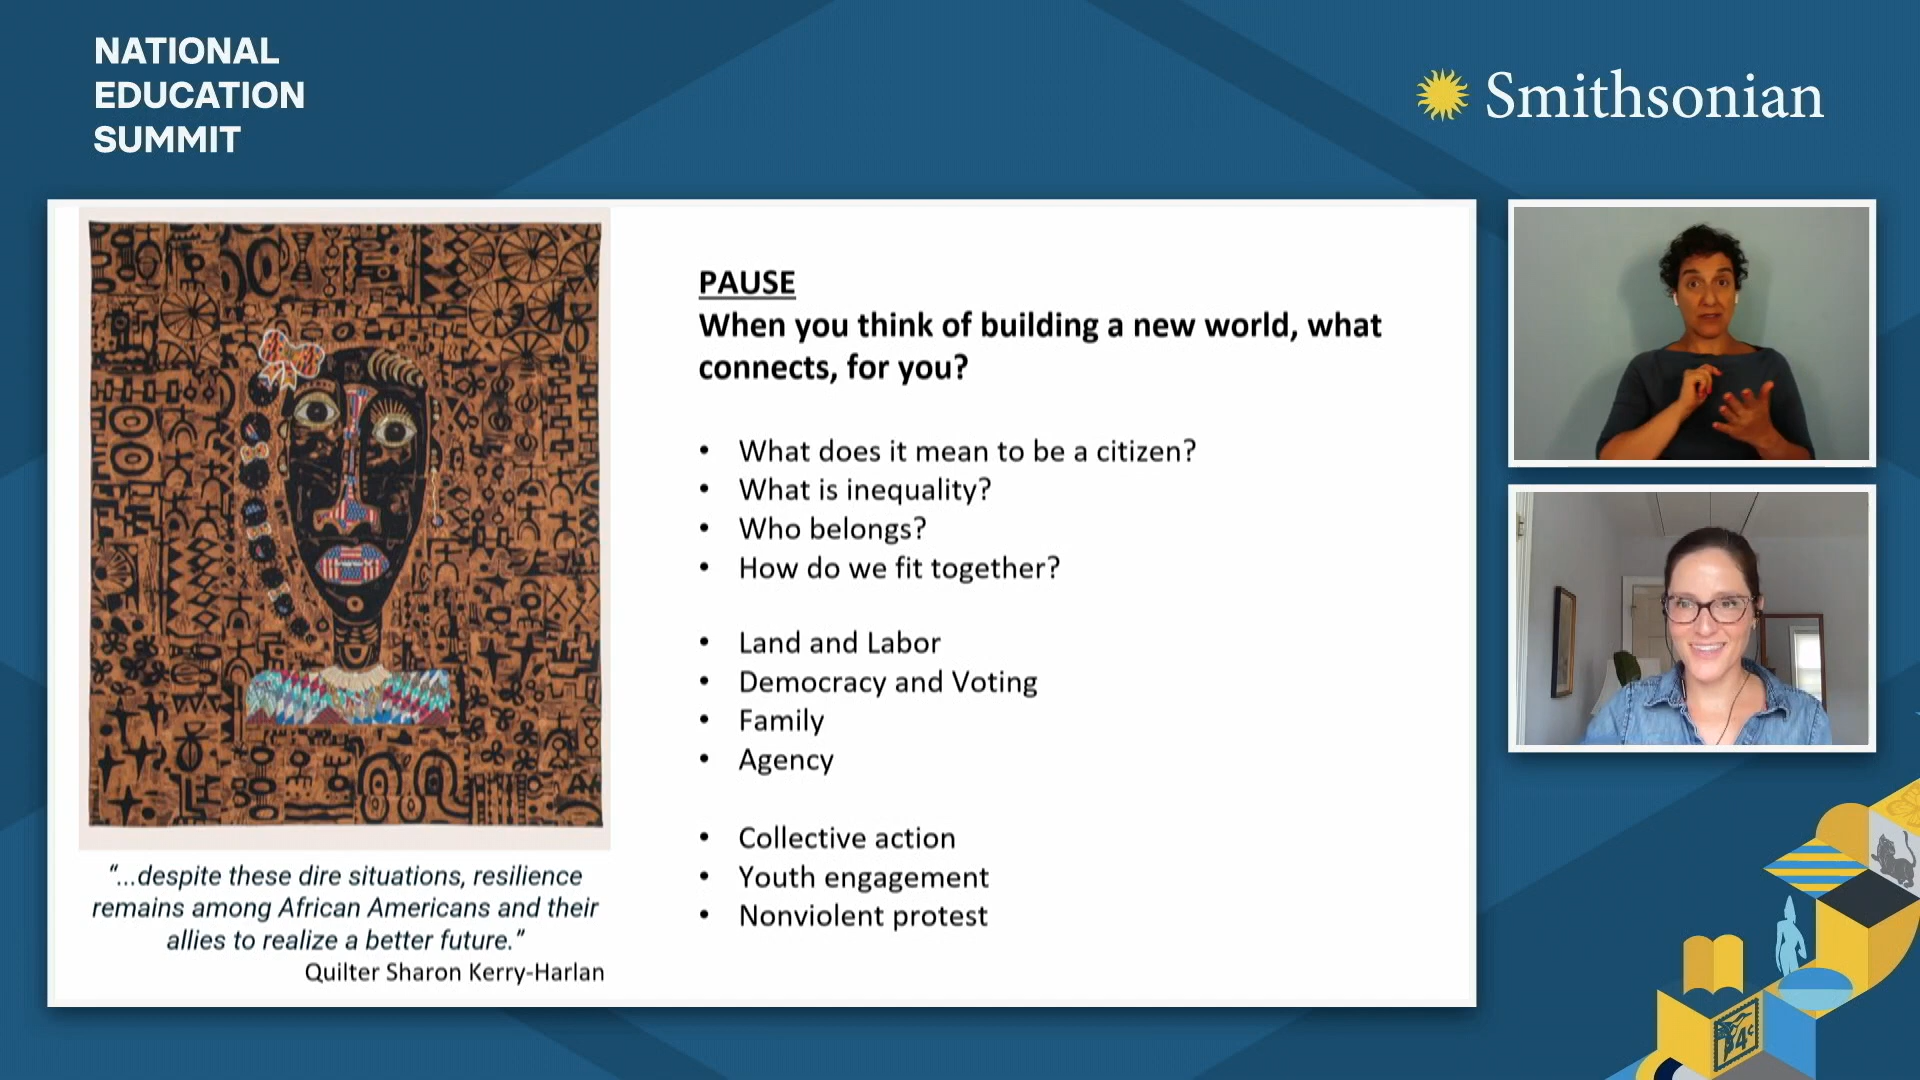 NATIONAL
EDUCATION
SUMMIT
Smithsonian
PAUSE
When you think of building a new world, what
connects, for you?
• What does it mean to be a citizen?
• What is inequality?
• Who belongs?
• How do we fit together?
• Land and Labor
• Democracy and Voting
• Family
• Agency
• Collective action
• Youth engagement
• Nonviolent protest
“...despite these dire situations, resilience
remains among African Americans and their
allies to realize a better future.”
Quilter Sharon Kerry-Harlan
4¢